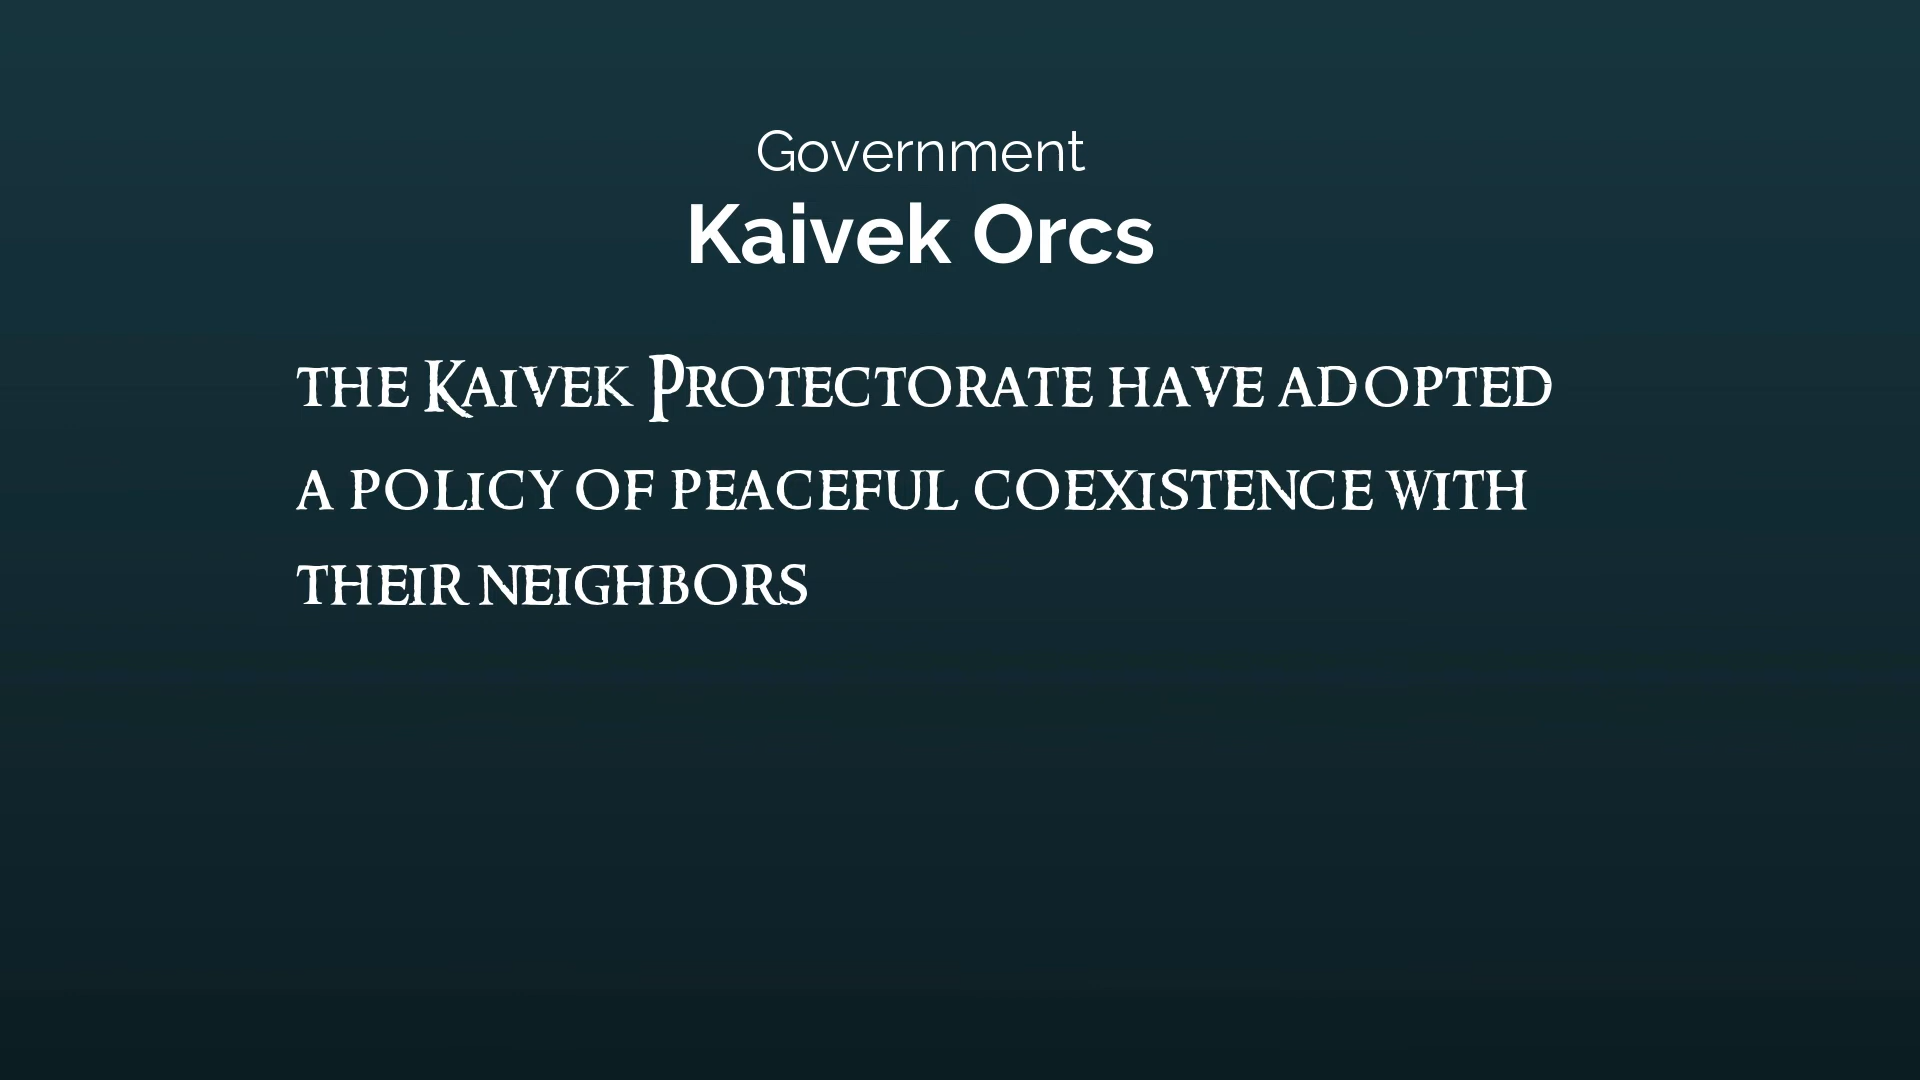 Government
Kaivek Orcs
the Kaivek Protectorate have adopted
a policy of peaceful coexistence with
their neighbors